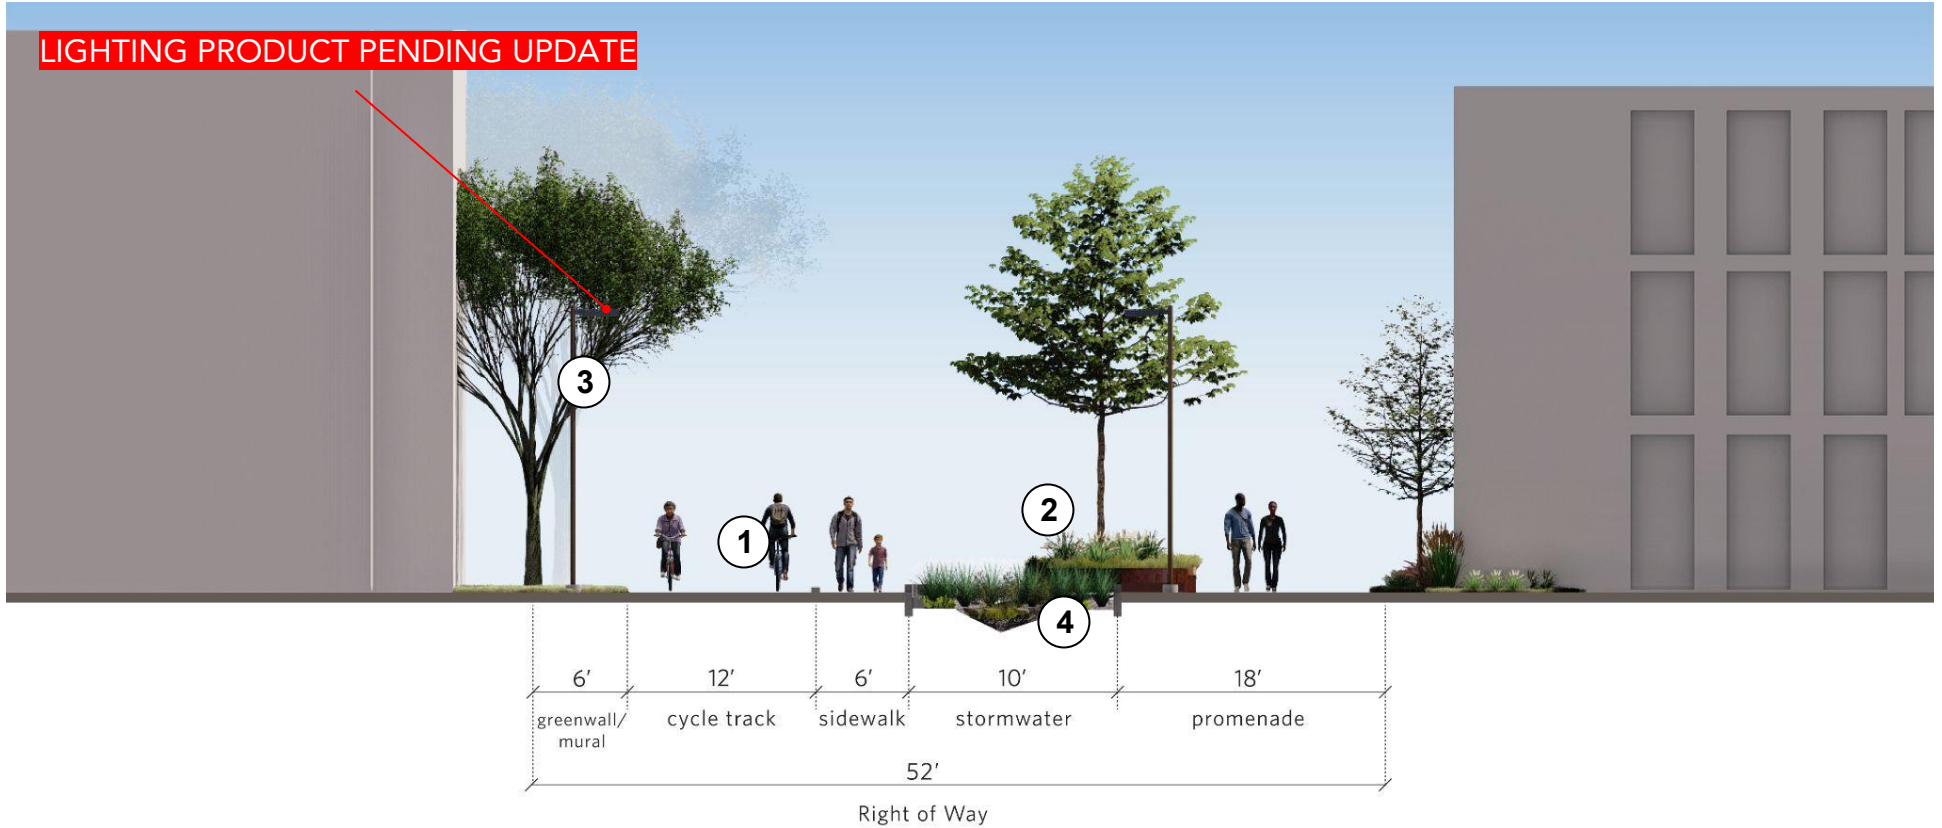 LIGHTING PRODUCT PENDING UPDATE
3
2
1
4
6′
12′
6′
10′
18′
greenwall/
mural
cycle track
sidewalk
stormwater
promenade
52′
Right of Way